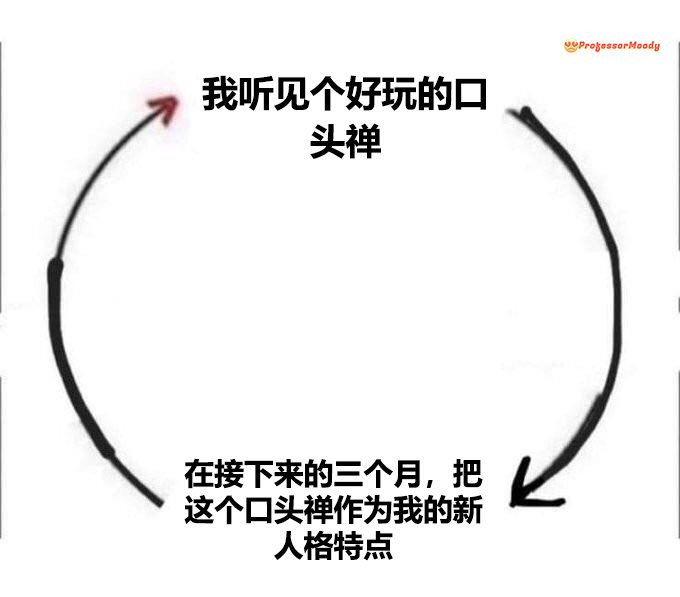 ProfessorMoody
我听见个好玩的口
头禅
在接下来的三个月，把
这个口头禅作为我的新
人格特点